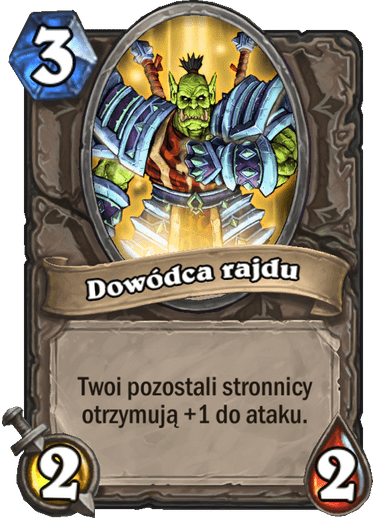 3
Dowódca rajdu
Twoi pozostali stronnicy
otrzymują +1 do ataku.
2
2